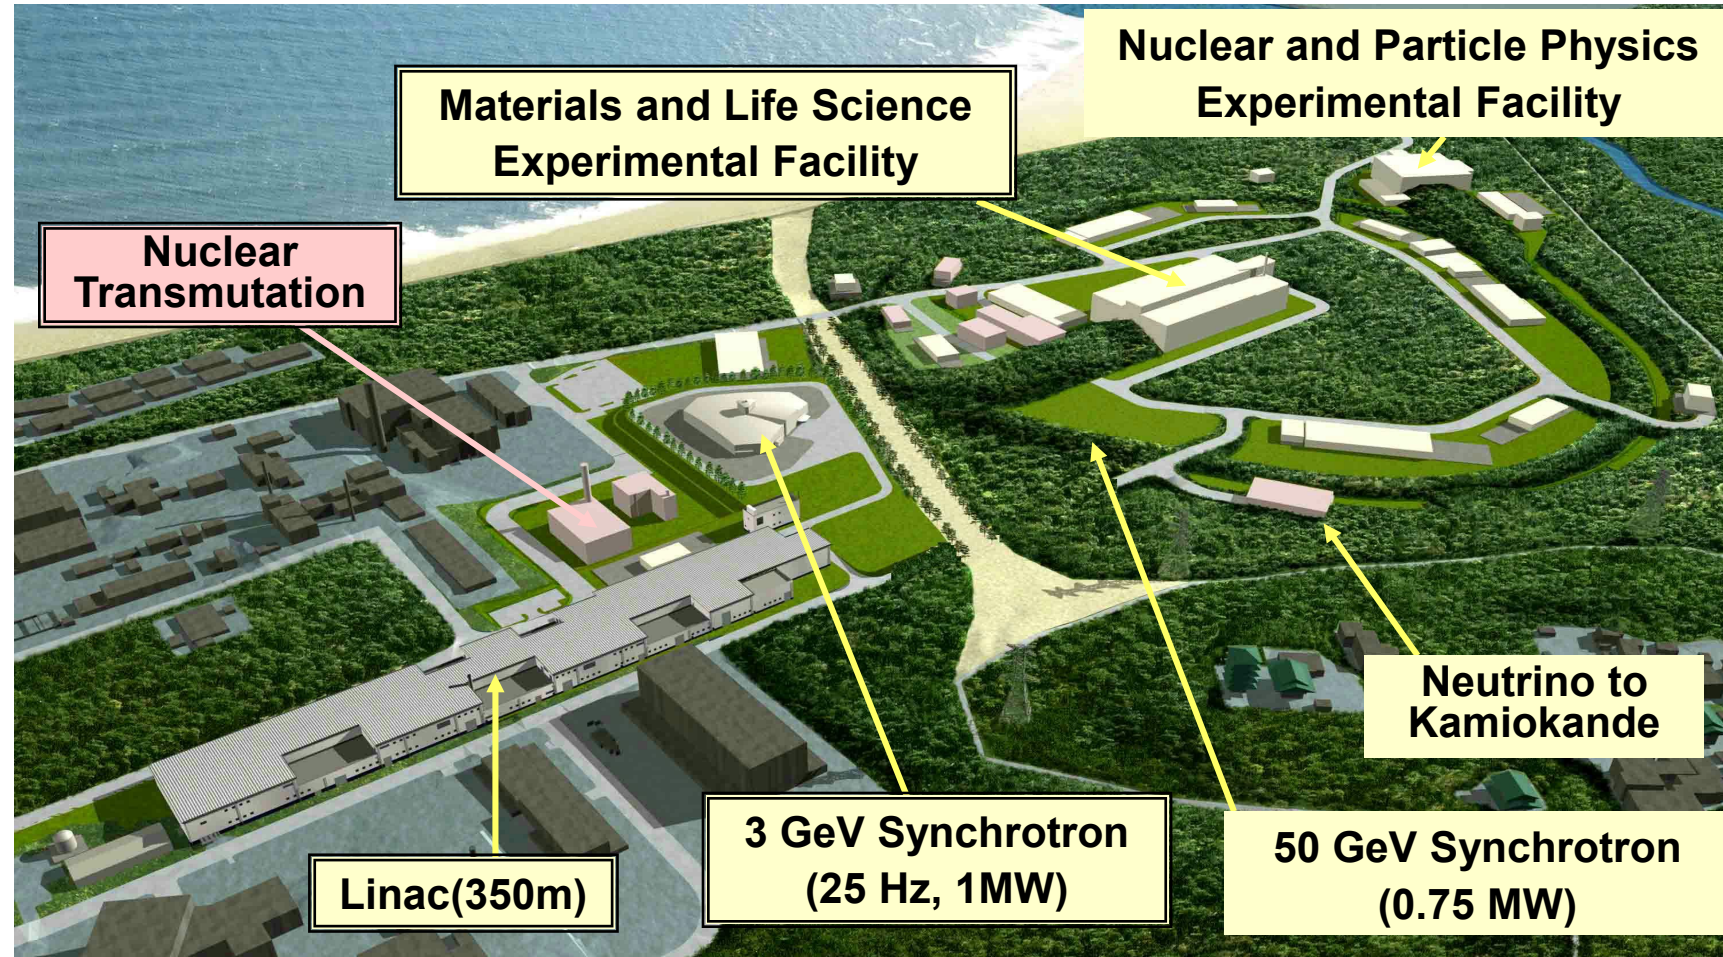 Nuclear and Particle Physics
Experimental Facility
Materials and Life Science
Experimental Facility
Nuclear
Transmutation
Neutrino to
Kamiokande
3 GeV Synchrotron
(25 Hz, 1MW)
50 GeV Synchrotron
(0.75 MW)
Linac(350m)